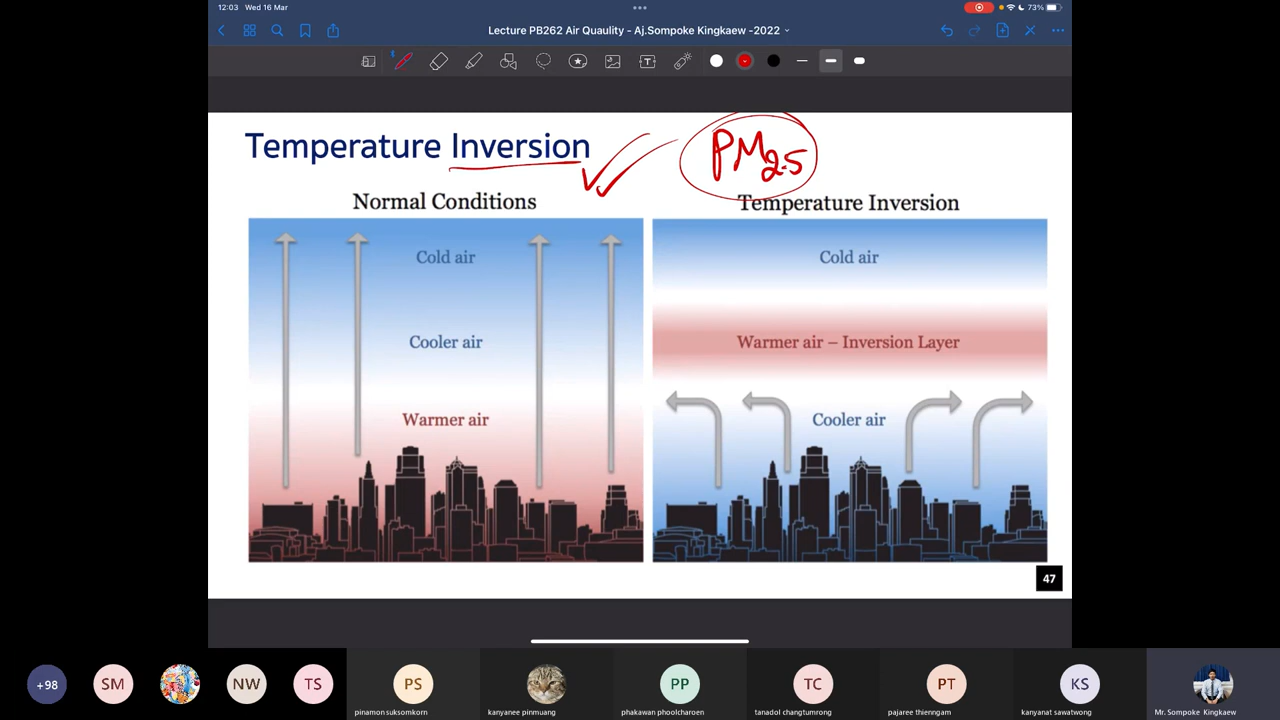 12:03 Wed 16 Mar
73%
Lecture PB262 Air Quaulity - Aj.Sompoke Kingkaew -2022
Temperature Inversion
PM2.5
Normal Conditions
Cold air
Cooler air
Warmer air
Temperature Inversion
Cold air
Warmer air – Inversion Layer
Cooler air
47
+98
SM
NW
TS
PS
PP
TC
PT
KS
pinamon suksomkorn
kanyanee pinmuang
phakawan phoolcharoen
tanadol changtumrong
pajaree thienngam
kanyanat sawatwong
Mr. Sompoke Kingkaew